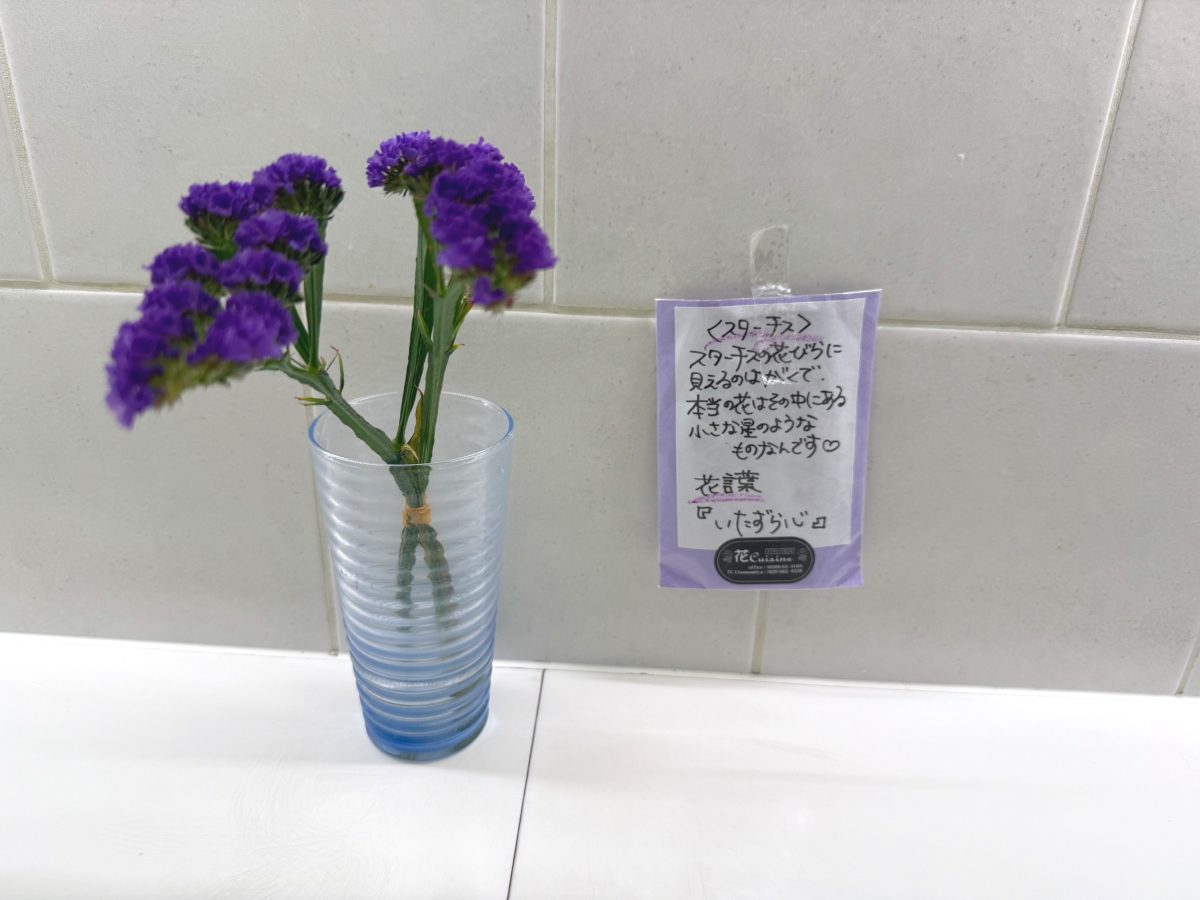 〈スターチス〉
スターチスの花びらに
見えるのは、がくで、
本当の花はその中にある
小さな星のような
ものなんです♡
花言葉
『いたずら心』
花Cuisine